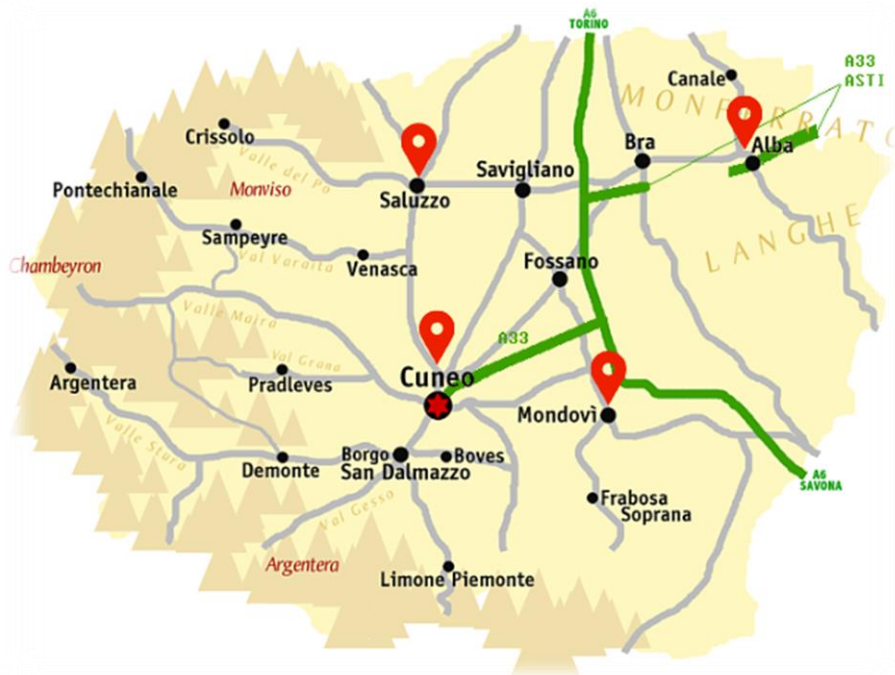 A6
TORINO
A33
ASTI
Canale
MONFERRATO
Crissolo
Bra
Alba
Valle del Po
Savigliano
Pontechianale
Monviso
Saluzzo
LANGHE
Sampeyre
Val Varaita
Venasca
Fossano
Chambeyron
Valle Maira
A33
Val Grana
Argentera
Pradleves
Cuneo
Mondovì
Valle Stura
Demonte
Borgo
San Dalmazzo
Boves
A6
SAVONA
Val Gesso
Frabosa
Soprana
Argentera
Limone Piemonte